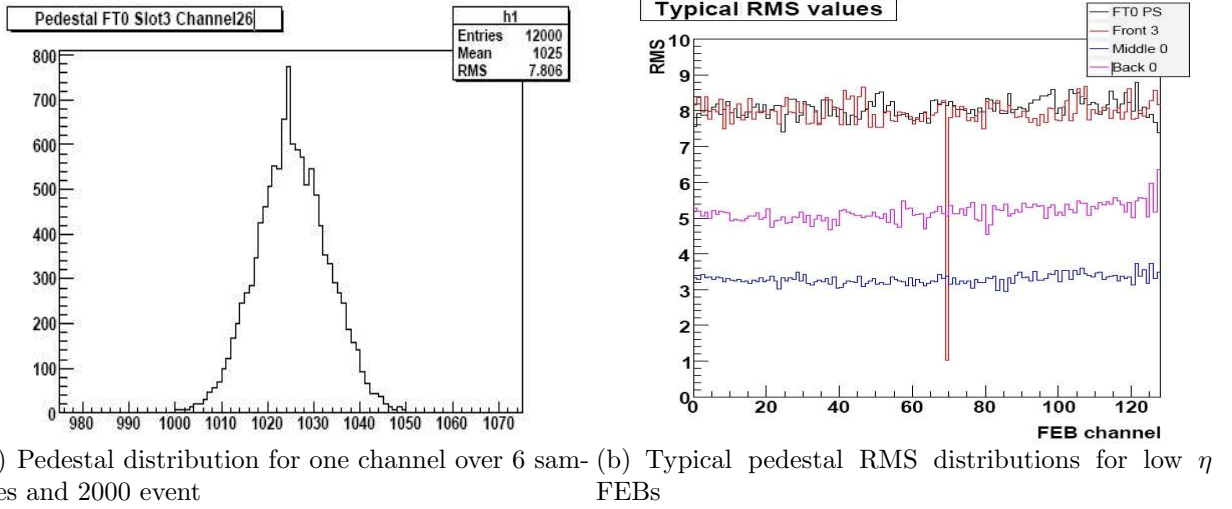 Pedestal FT0 Slot3 Channel26
h1
Entries 12000
Mean 1025
RMS 7.806
800
700
600
500
400
300
200
100
0
980 990 1000 1010 1020 1030 1040 1050 1060 1070
) Pedestal distribution for one channel over 6 sam-
es and 2000 event
Typical RMS values
FT0 PS
Front 3
Middle 0
Back 0
RMS
10
9
8
7
6
5
4
3
2
1
0
0 20 40 60 80 100 120
FEB channel
(b) Typical pedestal RMS distributions for low η
FEBs